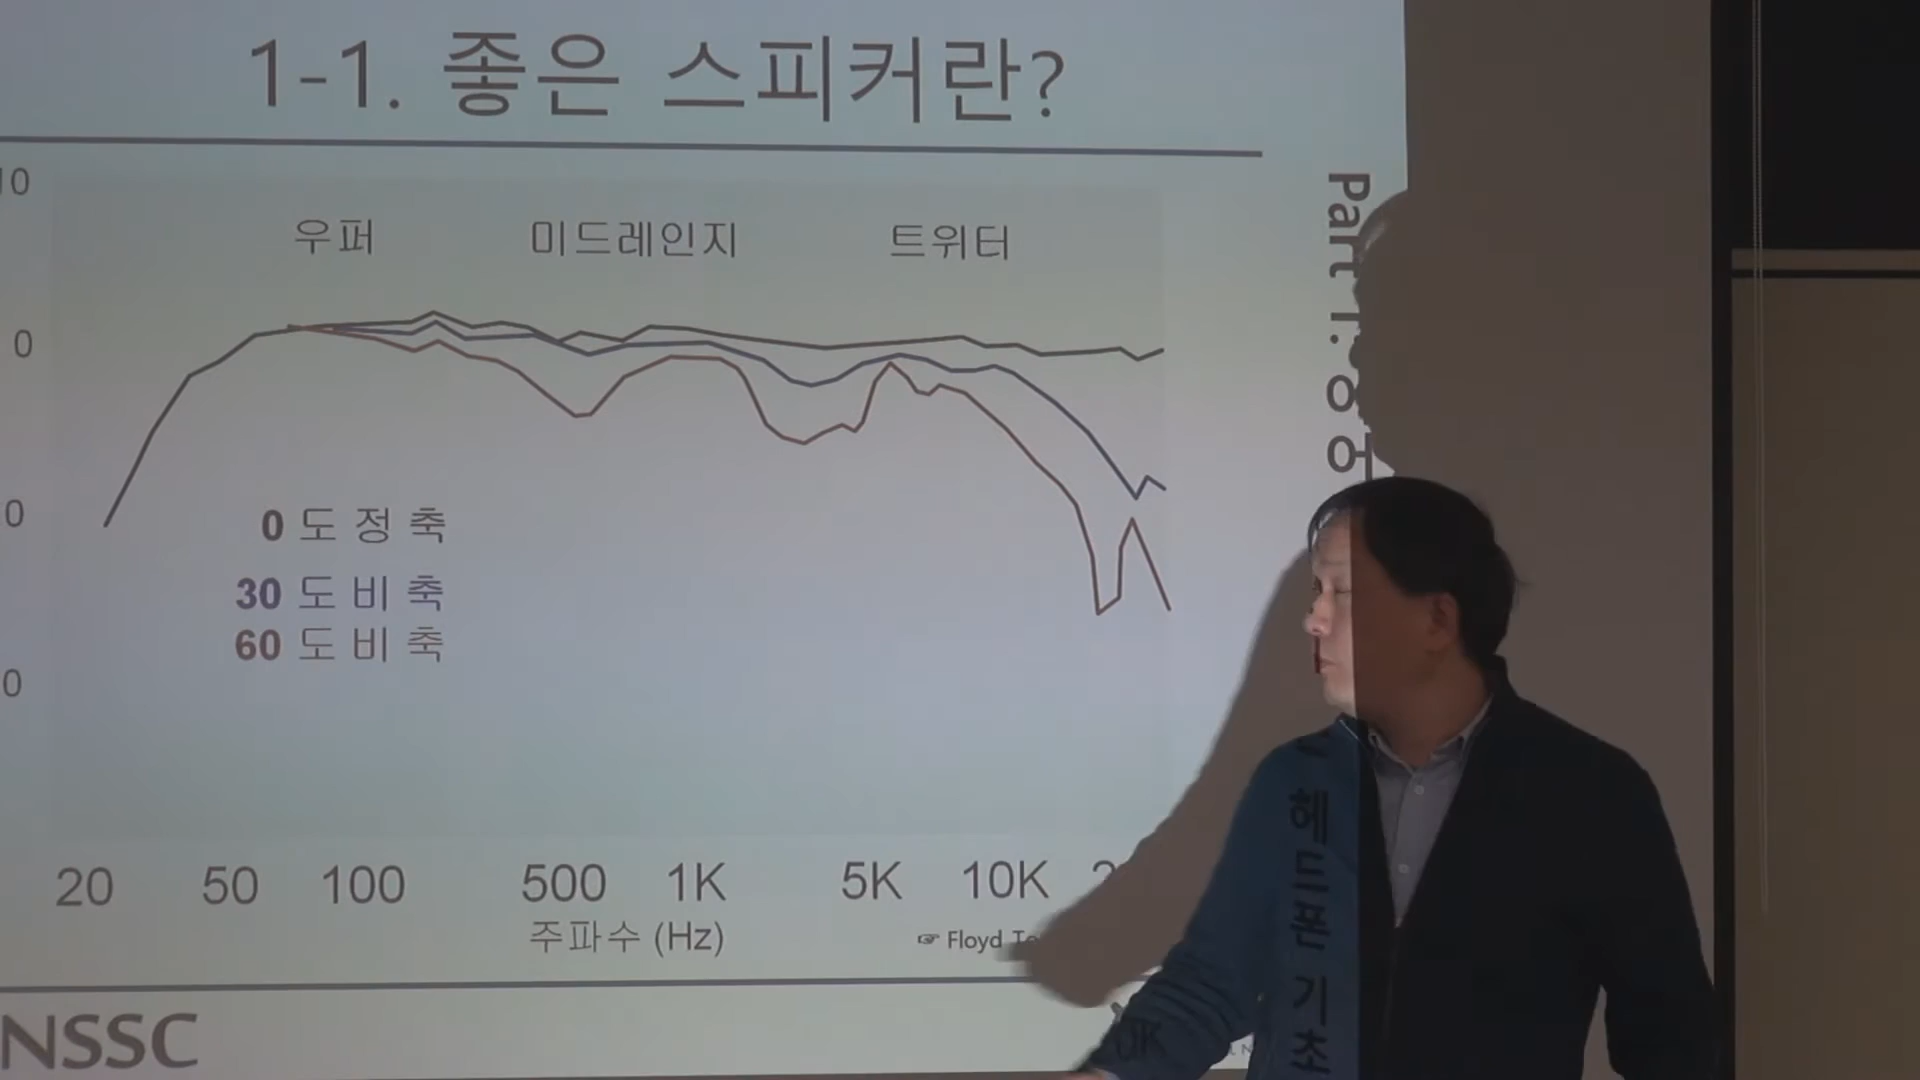 1-1. 좋은 스피커란?
우퍼 미드레인지 트위터
0
0 도 정 축
30 도 비 축
60 도 비 축
20 50 100 500 1K 5K 10K
주파수 (Hz)
☞ Floyd
NSSC
Part 1.
헤드폰 기초